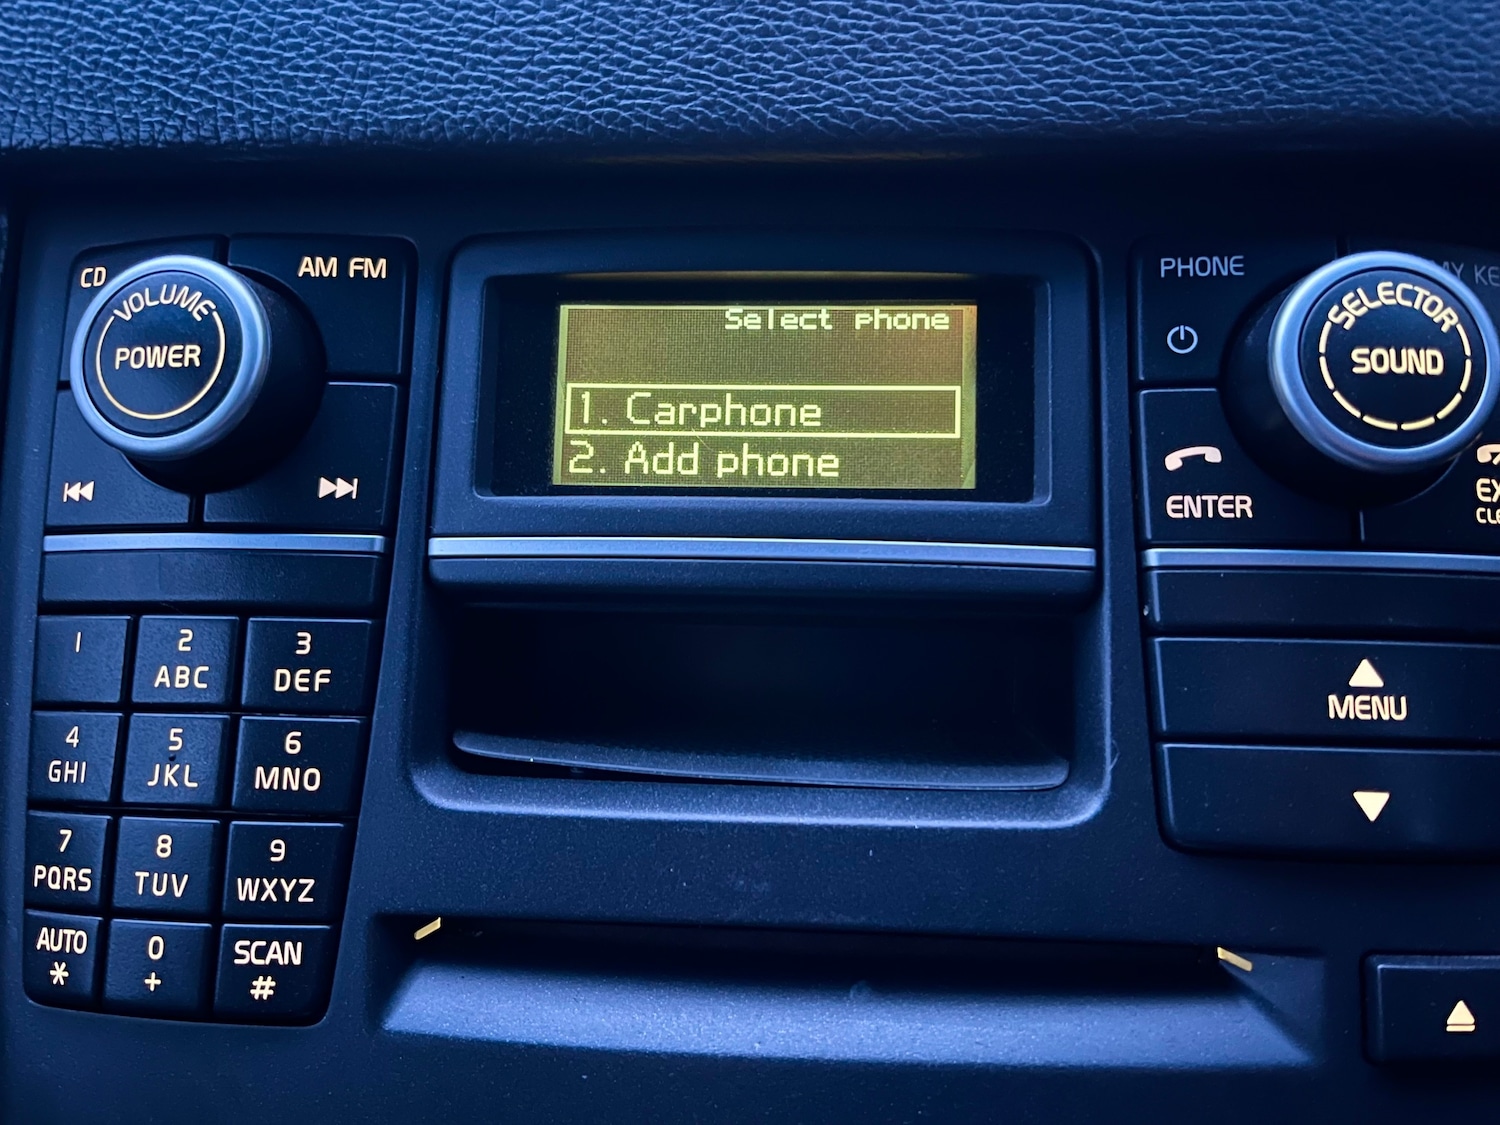 CD
AM FM
VOLUME
POWER
Select phone
1. Carphone
2. Add phone
PHONE
MY
SELECTOR
SOUND
ENTER
1
2
ABC
3
DEF
4
GHI
5
JKL
6
MNO
7
PQRS
8
TUV
9
WXYZ
AUTO
*
0
+
SCAN
#
MENU